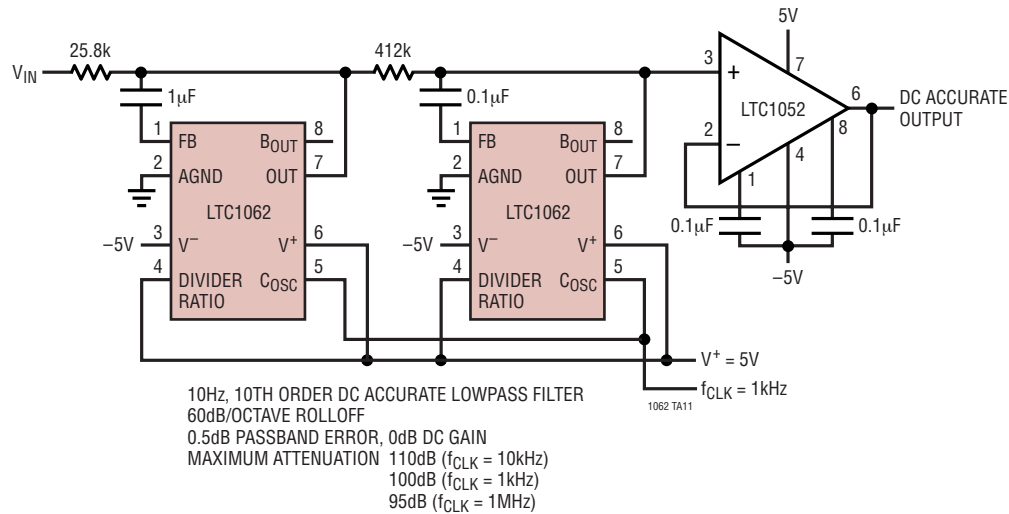 25.8k
412k
5V
V_IN
3
+
7
1μF
0.1μF
LTC1052
6
DC ACCURATE
OUTPUT
2
−
8
4
1
1
FB
B_OUT
8
2
AGND
OUT
7
LTC1062
−5V
3
V⁻
V⁺
6
4
DIVIDER
RATIO
C_OSC
5
1
FB
B_OUT
8
2
AGND
OUT
7
LTC1062
−5V
3
V⁻
V⁺
6
4
DIVIDER
RATIO
C_OSC
5
0.1μF
0.1μF
−5V
V⁺ = 5V
f_CLK = 1kHz
1062 TA11
10Hz, 10TH ORDER DC ACCURATE LOWPASS FILTER
60dB/OCTAVE ROLLOFF
0.5dB PASSBAND ERROR, 0dB DC GAIN
MAXIMUM ATTENUATION 110dB (f_CLK = 10kHz)
100dB (f_CLK = 1kHz)
95dB (f_CLK = 1MHz)